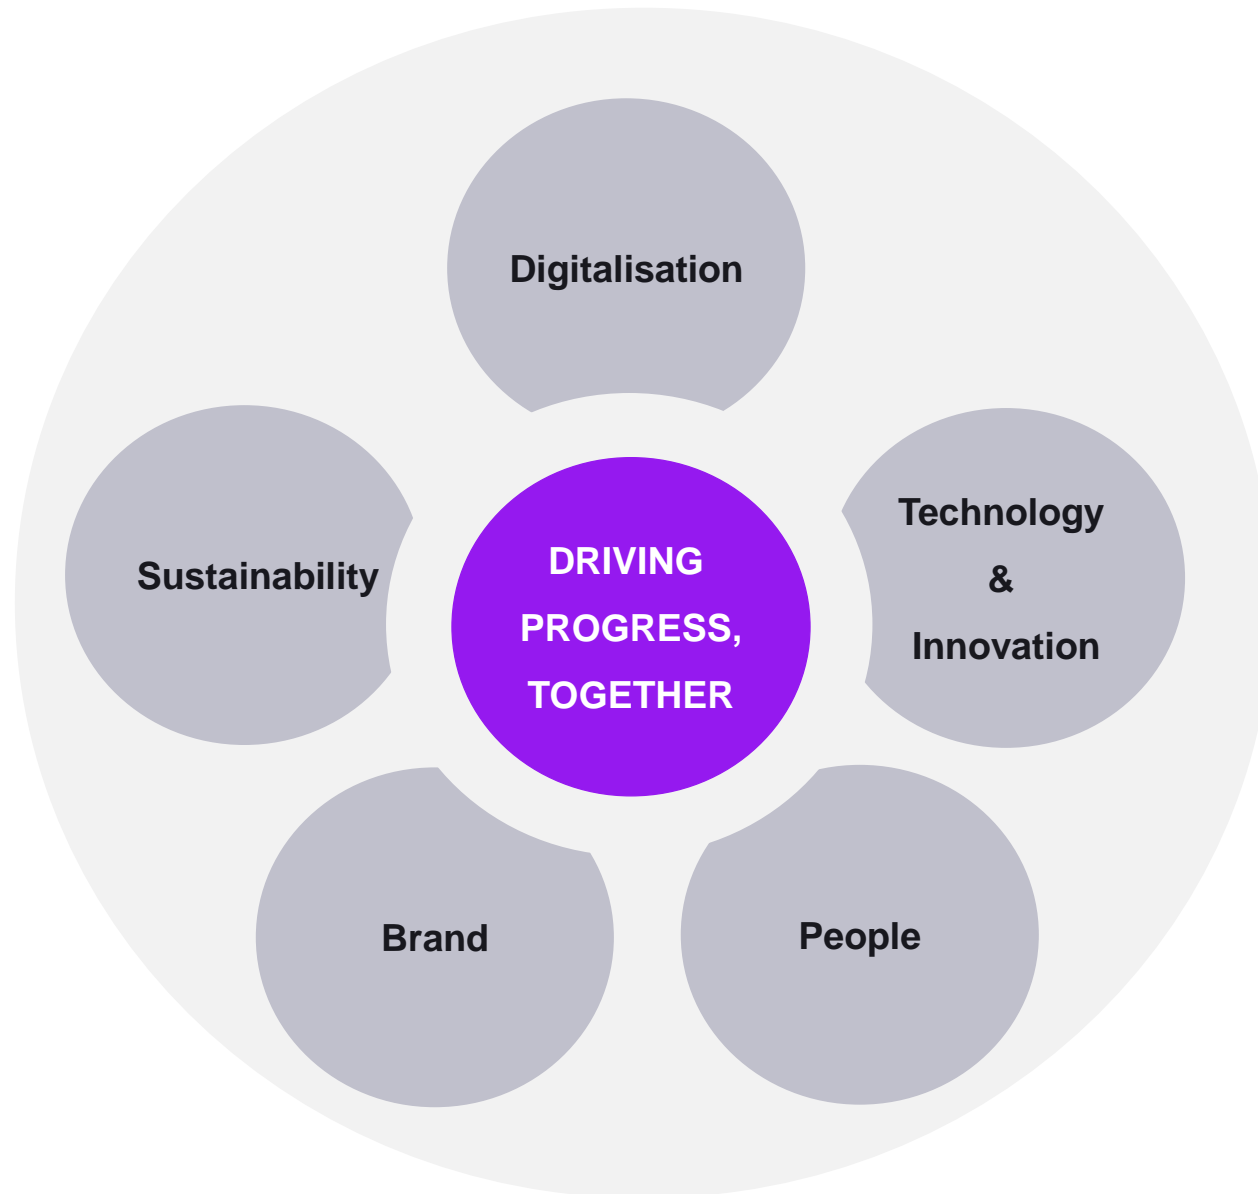 Digitalisation
Technology
&
Innovation
Sustainability
DRIVING
PROGRESS,
TOGETHER
Brand
People